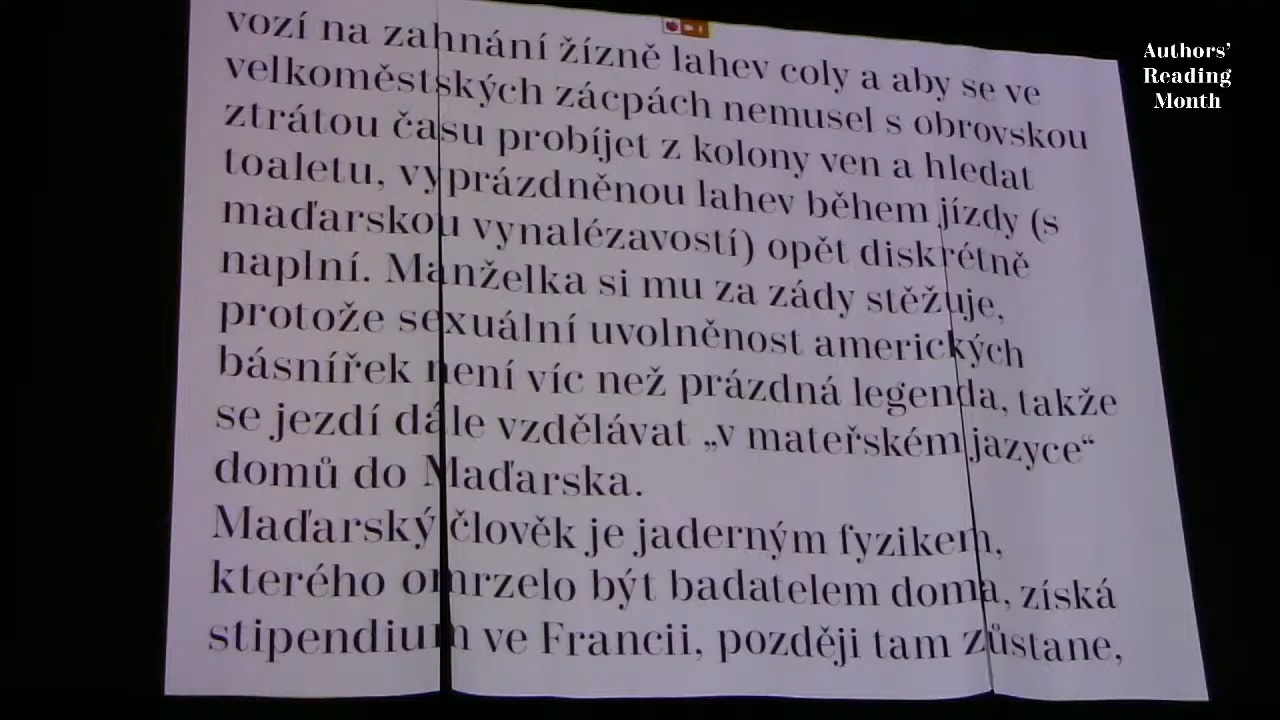 vozí na zahnání žízně lahev coly a aby se ve
velkoměstských zácpách nemusel s obrovskou
ztrátou času probíjet z kolony ven a hledat
toaletu, vyprázdněnou lahev během jízdy (s
maďarskou vynalézavostí) opět diskrétně
naplní. Manželka si mu za zády stěžuje,
protože sexuální uvolněnost amerických
básnířek není víc než prázdná legenda, takže
se jezdí dále vzdělávat „v mateřském jazyce“
domů do Maďarska.
Maďarský člověk je jaderným fyzikem,
kterého omrzelo být badatelem doma, získá
stipendium ve Francii, později tam zůstane,
Authors’
Reading
Month